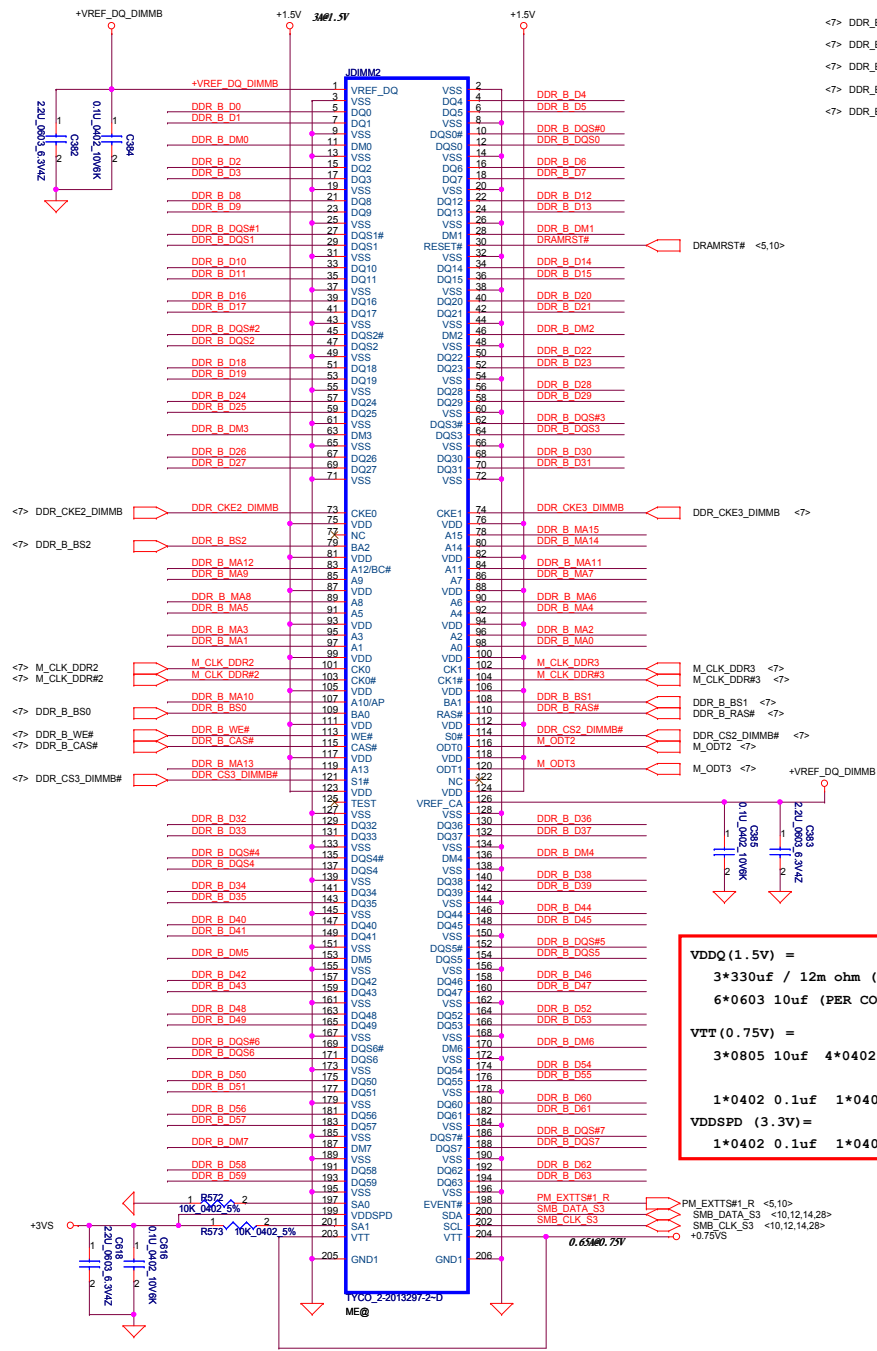 +VREF_DQ_DIMMB
+1.5V
3A@1.5V
+1.5V
<7> DDR_B
<7> DDR_B
<7> DDR_B
<7> DDR_B
<7> DDR_B
JDIMM2
+VREF_DQ_DIMMB 1 VREF_DQ VSS 2
3 VSS DQ4 4 DDR_B_D4
DDR_B_D0 5 DQ0 DQ5 6 DDR_B_D5
DDR_B_D1 7 DQ1 VSS 8
9 VSS DQS0# 10 DDR_B_DQS#0
DDR_B_DM0 11 DM0 DQS0 12 DDR_B_DQS0
13 VSS VSS 14
DDR_B_D2 15 DQ2 DQ6 16 DDR_B_D6
DDR_B_D3 17 DQ3 DQ7 18 DDR_B_D7
19 VSS VSS 20
DDR_B_D8 21 DQ8 DQ12 22 DDR_B_D12
DDR_B_D9 23 DQ9 DQ13 24 DDR_B_D13
25 VSS VSS 26
DDR_B_DQS#1 27 DQS1# DM1 28 DDR_B_DM1
DDR_B_DQS1 29 DQS1 RESET# 30 DRAMRST# DRAMRST# <5,10>
31 VSS VSS 32
DDR_B_D10 33 DQ10 DQ14 34 DDR_B_D14
DDR_B_D11 35 DQ11 DQ15 36 DDR_B_D15
37 VSS VSS 38
DDR_B_D16 39 DQ16 DQ20 40 DDR_B_D20
DDR_B_D17 41 DQ17 DQ21 42 DDR_B_D21
43 VSS VSS 44
DDR_B_DQS#2 45 DQS2# DM2 46 DDR_B_DM2
DDR_B_DQS2 47 DQS2 VSS 48
49 VSS DQ22 50 DDR_B_D22
DDR_B_D18 51 DQ18 DQ23 52 DDR_B_D23
DDR_B_D19 53 DQ19 VSS 54
55 VSS DQ28 56 DDR_B_D28
DDR_B_D24 57 DQ24 DQ29 58 DDR_B_D29
DDR_B_D25 59 DQ25 VSS 60
61 VSS DQS3# 62 DDR_B_DQS#3
DDR_B_DM3 63 DM3 DQS3 64 DDR_B_DQS3
65 VSS VSS 66
DDR_B_D26 67 DQ26 DQ30 68 DDR_B_D30
DDR_B_D27 69 DQ27 DQ31 70 DDR_B_D31
71 VSS VSS 72
<7> DDR_CKE2_DIMMB DDR_CKE2_DIMMB 73 CKE0 CKE1 74 DDR_CKE3_DIMMB DDR_CKE3_DIMMB <7>
75 VDD VDD 76
77 NC A15 78 DDR_B_MA15
<7> DDR_B_BS2 DDR_B_BS2 79 BA2 A14 80 DDR_B_MA14
81 VDD VDD 82
DDR_B_MA12 83 A12/BC# A11 84 DDR_B_MA11
DDR_B_MA9 85 A9 A7 86 DDR_B_MA7
87 VDD VDD 88
DDR_B_MA8 89 A8 A6 90 DDR_B_MA6
DDR_B_MA5 91 A5 A4 92 DDR_B_MA4
93 VDD VDD 94
DDR_B_MA3 95 A3 A2 96 DDR_B_MA2
DDR_B_MA1 97 A1 A0 98 DDR_B_MA0
99 VDD VDD 100
<7> M_CLK_DDR2 M_CLK_DDR2 101 CK0 CK1 102 M_CLK_DDR3 M_CLK_DDR3 <7>
<7> M_CLK_DDR#2 M_CLK_DDR#2 103 CK0# CK1# 104 M_CLK_DDR#3 M_CLK_DDR#3 <7>
105 VDD VDD 106
DDR_B_MA10 107 A10/AP BA1 108 DDR_B_BS1 DDR_B_BS1 <7>
<7> DDR_B_BS0 DDR_B_BS0 109 BA0 RAS# 110 DDR_B_RAS# DDR_B_RAS# <7>
111 VDD VDD 112
<7> DDR_B_WE# DDR_B_WE# 113 WE# S0# 114 DDR_CS2_DIMMB# DDR_CS2_DIMMB# <7>
<7> DDR_B_CAS# DDR_B_CAS# 115 CAS# ODT0 116 M_ODT2 M_ODT2 <7>
117 VDD VDD 118
DDR_B_MA13 119 A13 ODT1 120 M_ODT3 M_ODT3 <7>
<7> DDR_CS3_DIMMB# DDR_CS3_DIMMB# 121 S1# NC 122
123 VDD VDD 124
125 TEST VREF_CA 126 +VREF_DQ_DIMMB
127 VSS VSS 128
DDR_B_D32 129 DQ32 DQ36 130 DDR_B_D36
DDR_B_D33 131 DQ33 DQ37 132 DDR_B_D37
133 VSS VSS 134
DDR_B_DQS#4 135 DQS4# DM4 136 DDR_B_DM4
DDR_B_DQS4 137 DQS4 VSS 138
139 VSS DQ38 140 DDR_B_D38
DDR_B_D34 141 DQ34 DQ39 142 DDR_B_D39
DDR_B_D35 143 DQ35 VSS 144
145 VSS DQ44 146 DDR_B_D44
DDR_B_D40 147 DQ40 DQ45 148 DDR_B_D45
DDR_B_D41 149 DQ41 VSS 150
151 VSS DQS5# 152 DDR_B_DQS#5
DDR_B_DM5 153 DM5 DQS5 154 DDR_B_DQS5
155 VSS VSS 156
DDR_B_D42 157 DQ42 DQ46 158 DDR_B_D46
DDR_B_D43 159 DQ43 DQ47 160 DDR_B_D47
161 VSS VSS 162
DDR_B_D48 163 DQ48 DQ52 164 DDR_B_D52
DDR_B_D49 165 DQ49 DQ53 166 DDR_B_D53
167 VSS VSS 168
DDR_B_DQS#6 169 DQS6# DM6 170 DDR_B_DM6
DDR_B_DQS6 171 DQS6 VSS 172
173 VSS DQ54 174 DDR_B_D54
DDR_B_D50 175 DQ50 DQ55 176 DDR_B_D55
DDR_B_D51 177 DQ51 VSS 178
179 VSS DQ60 180 DDR_B_D60
DDR_B_D56 181 DQ56 DQ61 182 DDR_B_D61
DDR_B_D57 183 DQ57 VSS 184
185 VSS DQS7# 186 DDR_B_DQS#7
DDR_B_DM7 187 DM7 DQS7 188 DDR_B_DQS7
189 VSS VSS 190
DDR_B_D58 191 DQ58 DQ62 192 DDR_B_D62
DDR_B_D59 193 DQ59 DQ63 194 DDR_B_D63
195 VSS VSS 196
1 R572 2 197 SA0 EVENT# 198 PM_EXTTS#1_R PM_EXTTS#1_R <5,10>
10K_0402_5% 199 VDDSPD SDA 200 SMB_DATA_S3 SMB_DATA_S3 <10,12,14,28>
+3VS 1 2 201 SA1 SCL 202 SMB_CLK_S3 SMB_CLK_S3 <10,12,14,28>
R573 10K_0402_5% 203 VTT VTT 204 +0.75VS
0.65A@0.75V
205 GND1 GND1 206
TYCO_2-2013297-2~D
ME@
1 C382 2
2.2U_0603_6.3V4Z
1 C384 2
0.1U_0402_10V6K
1 C385 2
0.1U_0402_10V6K
1 C383 2
2.2U_0603_6.3V4Z
1 C618 2
2.2U_0603_6.3V4Z
1 C616 2
0.1U_0402_10V6K
VDDQ(1.5V) =
3*330uf / 12m ohm (
6*0603 10uf (PER CO
VTT(0.75V) =
3*0805 10uf 4*0402
1*0402 0.1uf 1*040
VDDSPD (3.3V)=
1*0402 0.1uf 1*040